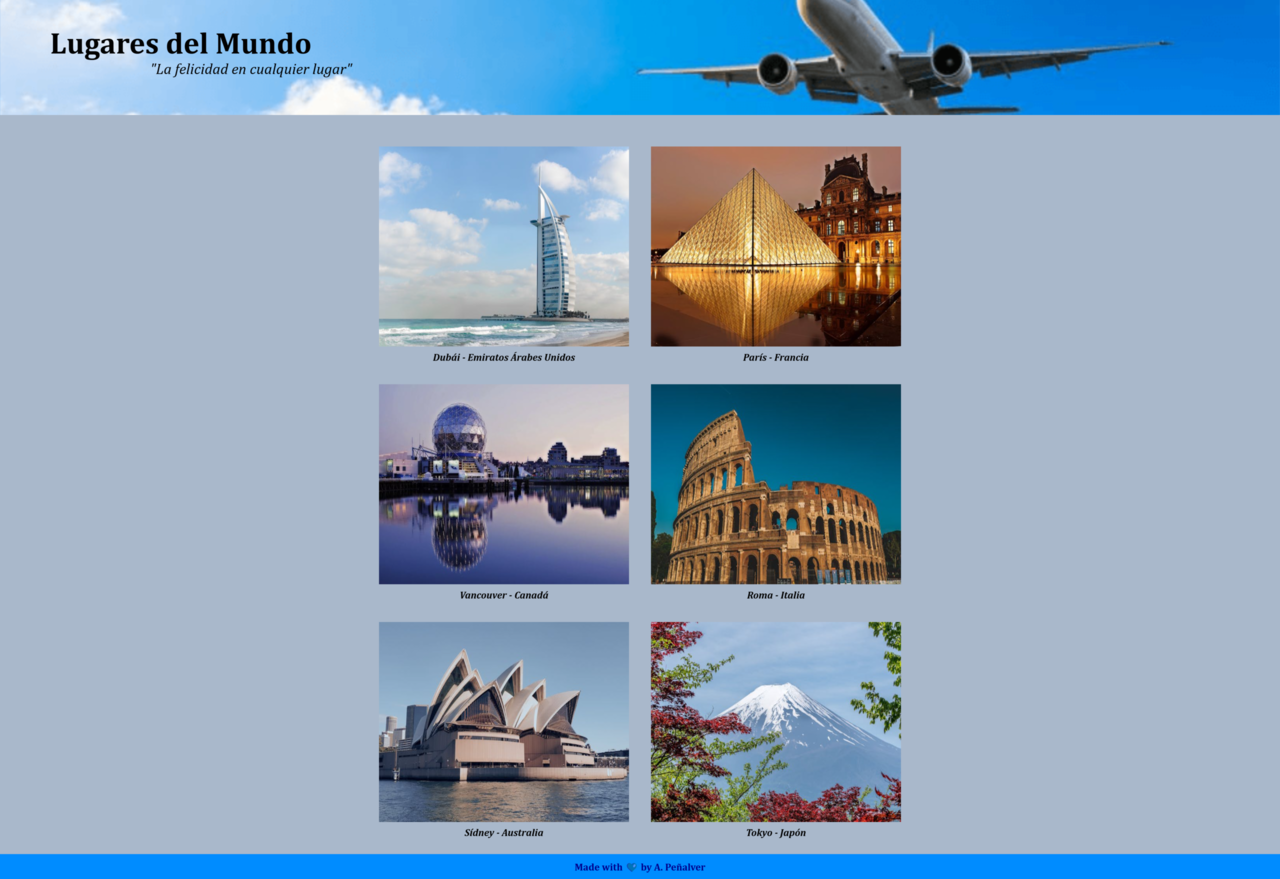 Lugares del Mundo
"La felicidad en cualquier lugar"
Dubái - Emiratos Árabes Unidos
París - Francia
Vancouver - Canadá
Roma - Italia
Sídney - Australia
Tokyo - Japón
Made with 💙 by A. Peñalver